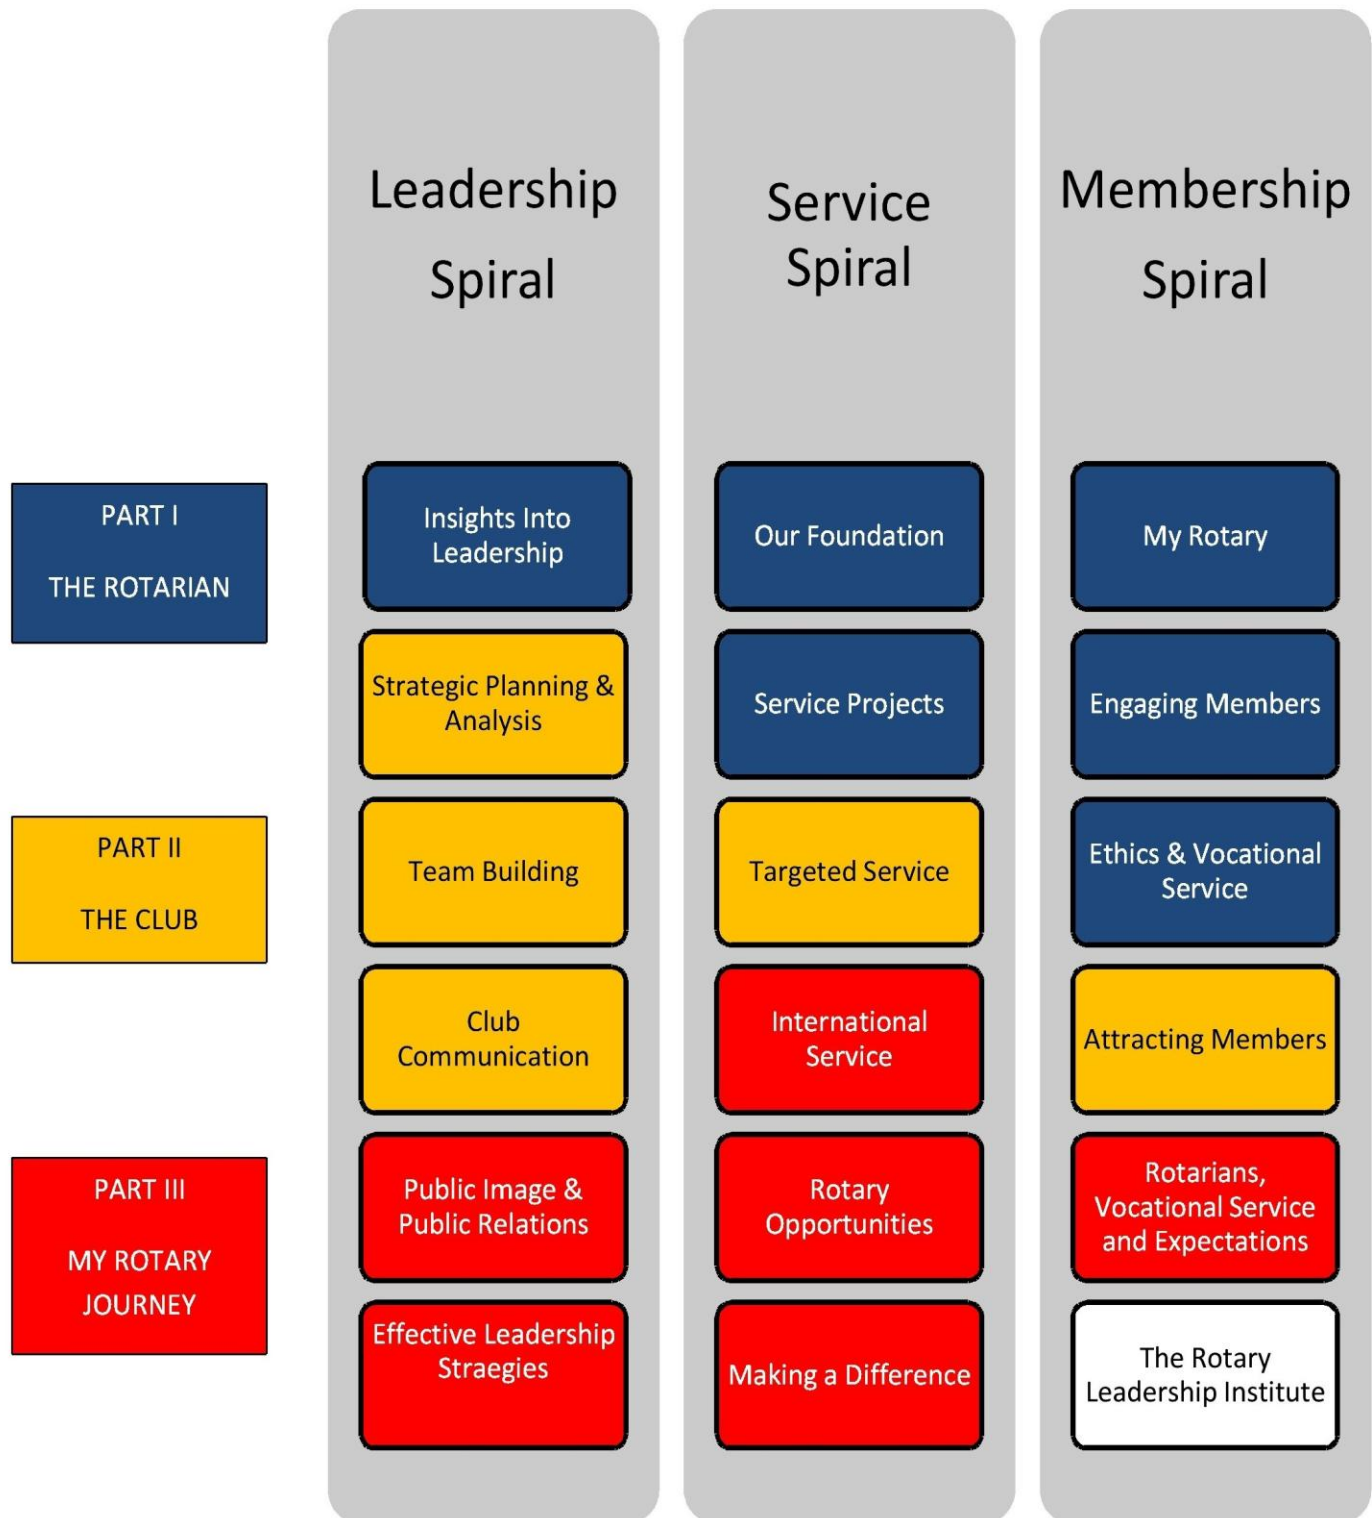 Leadership
Spiral
Service
Spiral
Membership
Spiral
PART I
THE ROTARIAN
Insights Into
Leadership
Our Foundation
My Rotary
Strategic Planning &
Analysis
Service Projects
Engaging Members
PART II
THE CLUB
Team Building
Targeted Service
Ethics & Vocational
Service
Club
Communication
International
Service
Attracting Members
PART III
MY ROTARY
JOURNEY
Public Image &
Public Relations
Rotary
Opportunities
Rotarians,
Vocational Service
and Expectations
Effective Leadership
Straegies
Making a Difference
The Rotary
Leadership Institute